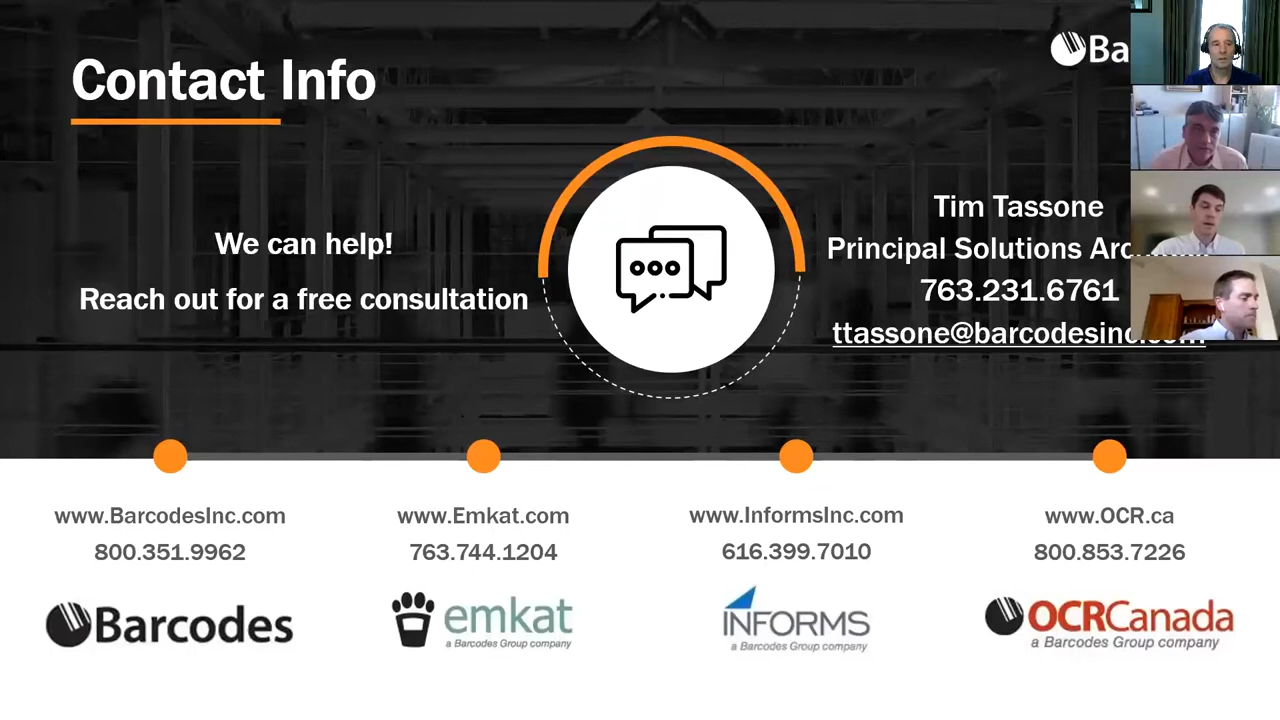 Contact Info
We can help!
Reach out for a free consultation
Tim Tassone
Principal Solutions
763.231.6761
www.BarcodesInc.com
800.351.9962
www.Emkat.com
763.744.1204
www.InformsInc.com
616.399.7010
www.OCR.ca
800.853.7226
Barcodes
emkat
a Barcodes Group company
INFORMS
a Barcodes Group company
OCRCanada
a Barcodes Group company